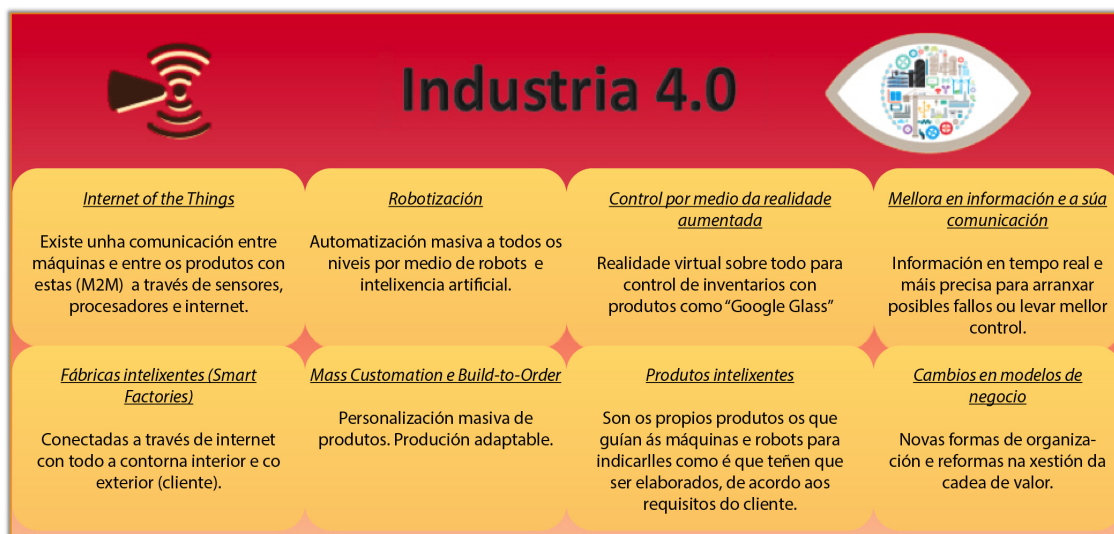 Industria 4.0
Internet of the Things
Existe unha comunicación entre
máquinas e entre os produtos con
estas (M2M) a través de sensores,
procesadores e internet.
Robotización
Automatización masiva a todos os
niveis por medio de robots e
intelixencia artificial.
Control por medio da realidade
aumentada
Realidade virtual sobre todo para
control de inventarios con
produtos como “Google Glass”
Mellora en información e a súa
comunicación
Información en tempo real e
máis precisa para arranxar
posibles fallos ou levar mellor
control.
Fábricas intelixentes (Smart
Factories)
Conectadas a través de internet
con todo a contorna interior e co
exterior (cliente).
Mass Customation e Build-to-Order
Personalización masiva de
produtos. Produción adaptable.
Produtos intelixentes
Son os propios produtos os que
guían ás máquinas e robots para
indicarlles como é que teñen que
ser elaborados, de acordo aos
requisitos do cliente.
Cambios en modelos de
negocio
Novas formas de organiza-
ción e reformas na xestión da
cadea de valor.